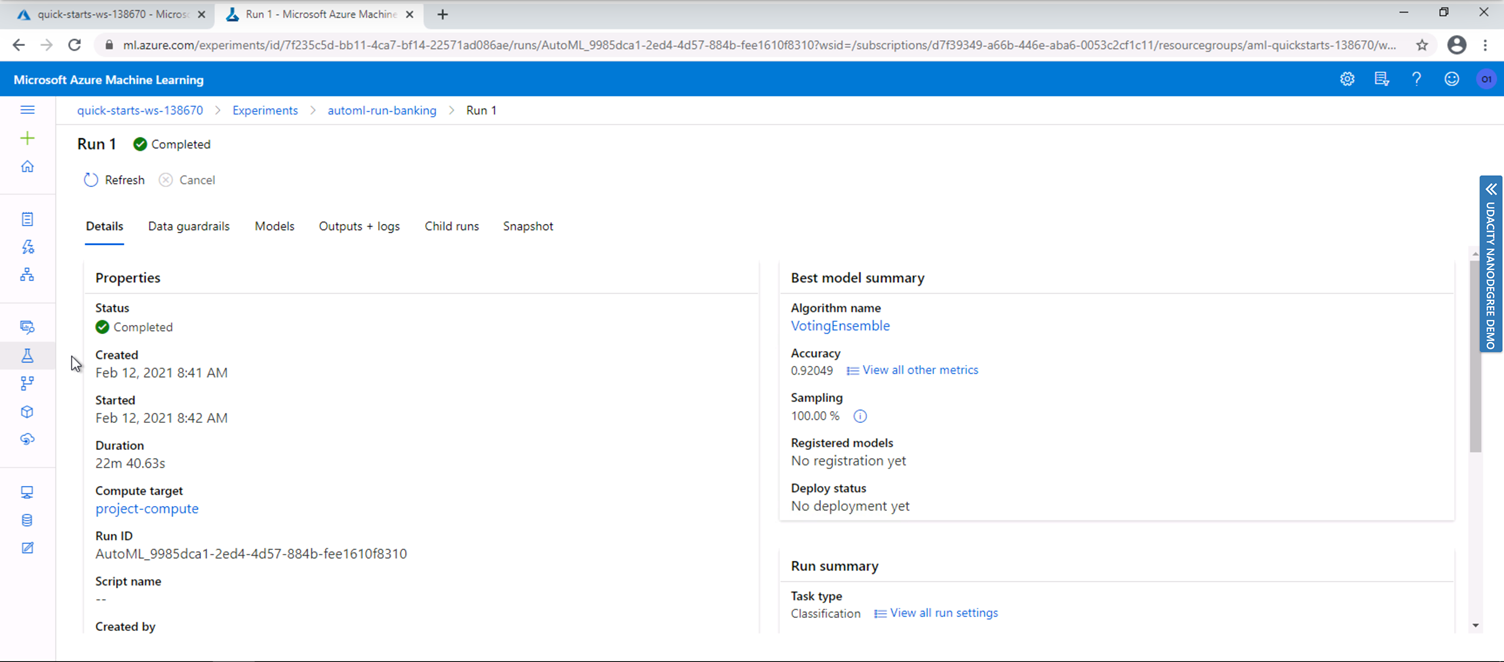 quick-starts-ws-138670 - Micros
Run 1 - Microsoft Azure Machine
ml.azure.com/experiments/id/7f235c5d-bb11-4ca7-bf14-22571ad086ae/runs/AutoML_9985dca1-2ed4-4d57-884b-fee1610f8310?wsid=/subscriptions/d7f39349-a66b-446e-aba6-0053c2cf1c11/resourcegroups/aml-quickstarts-138670/w...
Microsoft Azure Machine Learning
O1
quick-starts-ws-138670 > Experiments > automl-run-banking > Run 1
Run 1 Completed
Refresh Cancel
Details Data guardrails Models Outputs + logs Child runs Snapshot
Properties
Status
Completed
Created
Feb 12, 2021 8:41 AM
Started
Feb 12, 2021 8:42 AM
Duration
22m 40.63s
Compute target
project-compute
Run ID
AutoML_9985dca1-2ed4-4d57-884b-fee1610f8310
Script name
--
Created by
Best model summary
Algorithm name
VotingEnsemble
Accuracy
0.92049 View all other metrics
Sampling
100.00 %
Registered models
No registration yet
Deploy status
No deployment yet
Run summary
Task type
Classification View all run settings
UDACITY NANODEGREE DEMO